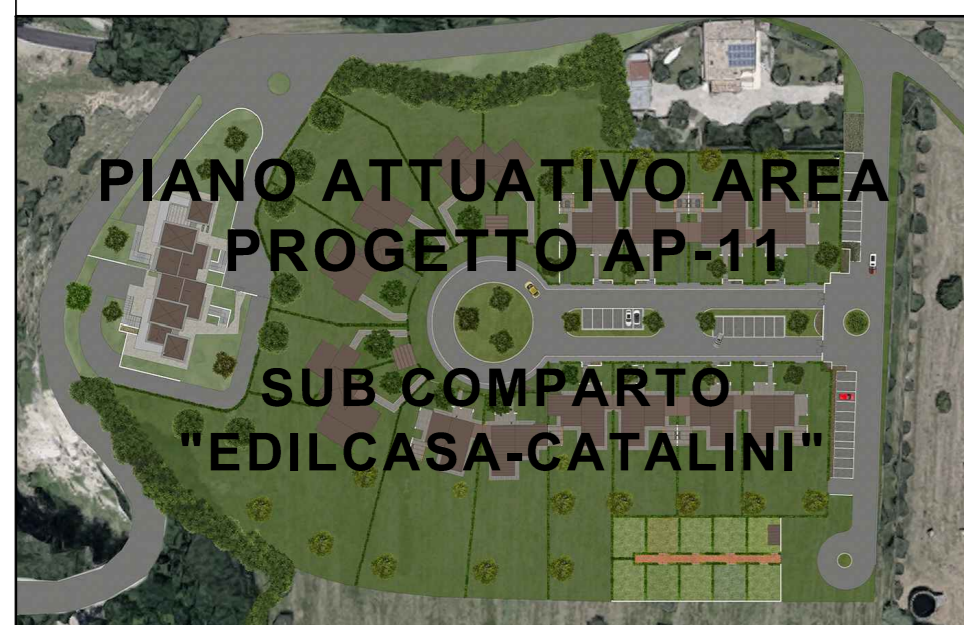 PIANO ATTUATIVO AREA
PROGETTO AP-11
SUB COMPARTO
"EDILCASA-CATALINI"